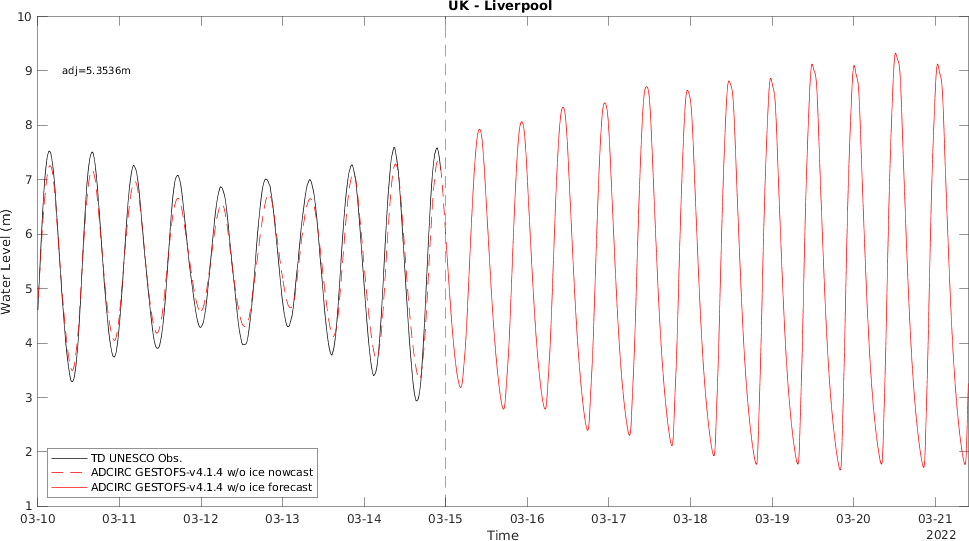 UK - Liverpool
10
9
8
7
6
5
4
3
2
1
Water Level (m)
adj=5.3536m
TD UNESCO Obs.
ADCIRC GESTOFS-v4.1.4 w/o ice nowcast
ADCIRC GESTOFS-v4.1.4 w/o ice forecast
03-10 03-11 03-12 03-13 03-14 03-15 03-16 03-17 03-18 03-19 03-20 03-21
Time
2022